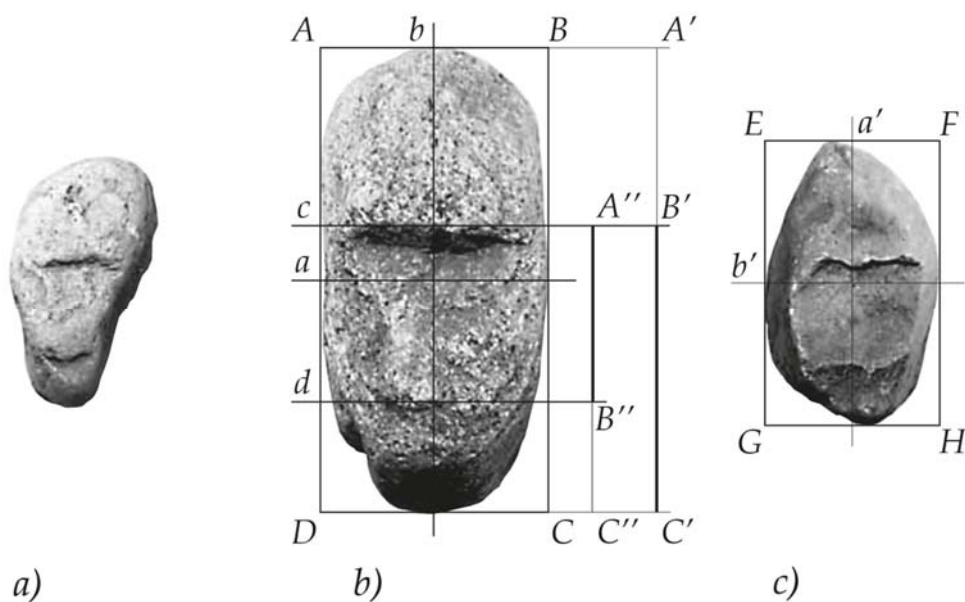 A b B A′
E a′ F
c A′′ B′
a
b′
d
B′′
G H
D C C′′ C′
a) b) c)